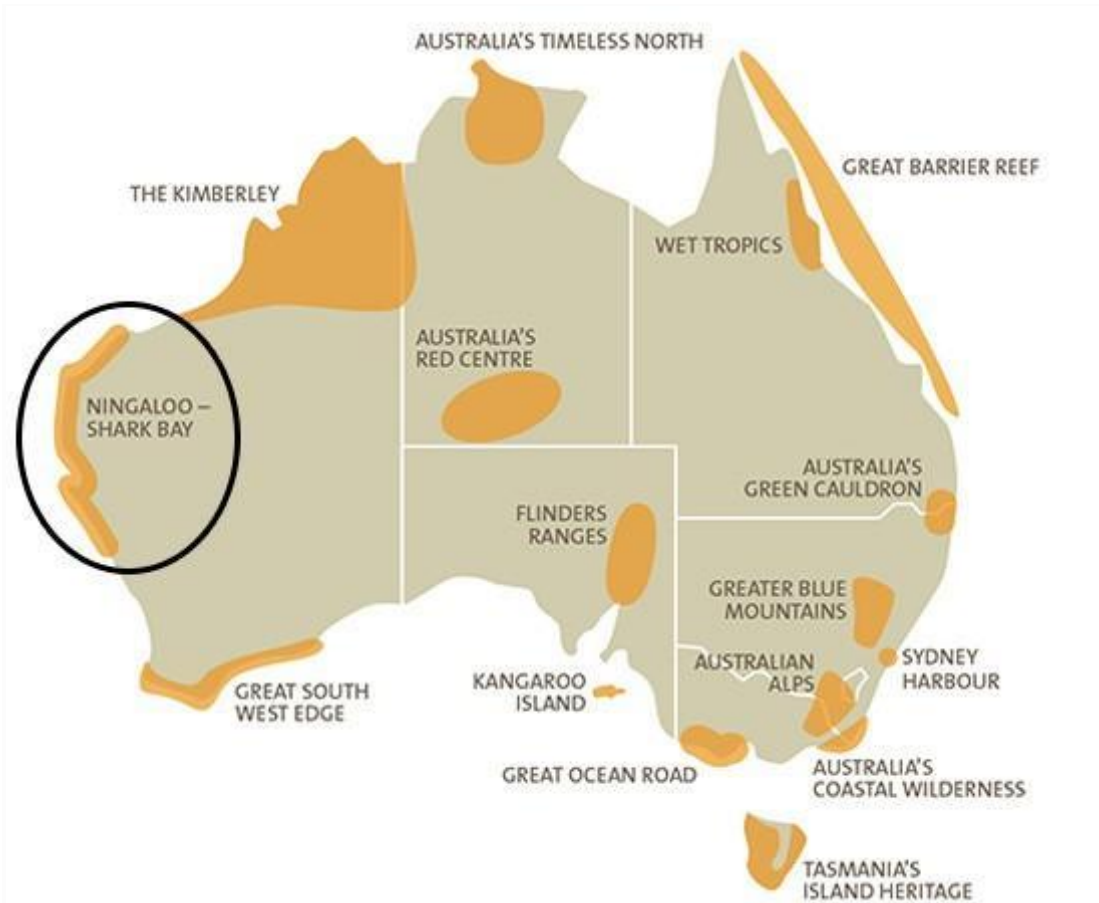 AUSTRALIA'S TIMELESS NORTH
GREAT BARRIER REEF
THE KIMBERLEY
WET TROPICS
AUSTRALIA'S
RED CENTRE
NINGALOO –
SHARK BAY
AUSTRALIA'S
GREEN CAULDRON
FLINDERS
RANGES
GREATER BLUE
MOUNTAINS
SYDNEY
HARBOUR
AUSTRALIAN
ALPS
KANGAROO
ISLAND
GREAT SOUTH
WEST EDGE
GREAT OCEAN ROAD
AUSTRALIA'S
COASTAL WILDERNESS
TASMANIA'S
ISLAND HERITAGE